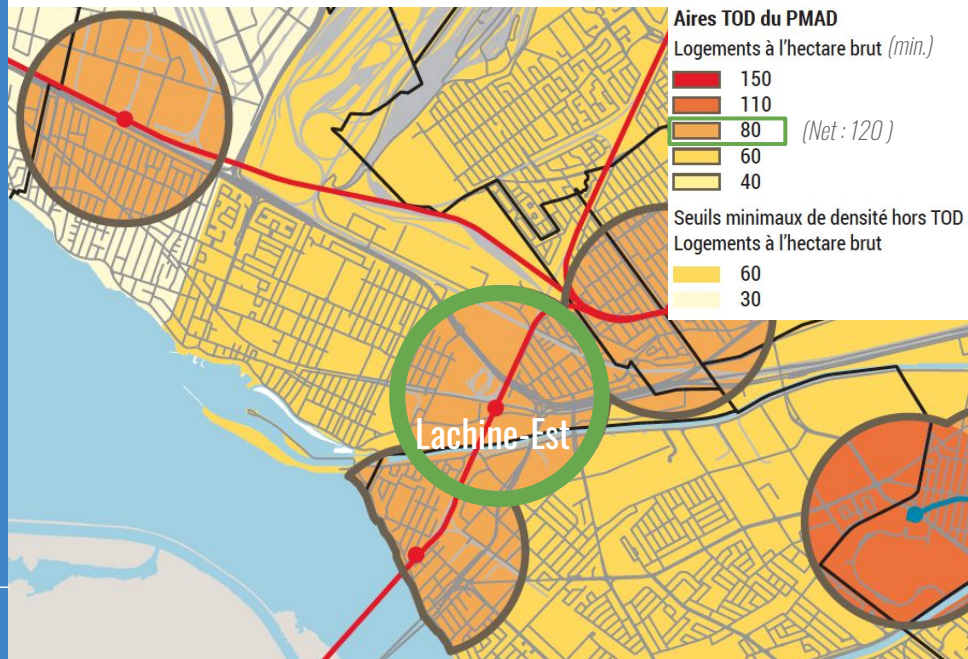 Aires TOD du PMAD
Logements à l'hectare brut (min.)
150
110
80 (Net : 120 )
60
40
Seuils minimaux de densité hors TOD
Logements à l'hectare brut
60
30
Lachine-Est